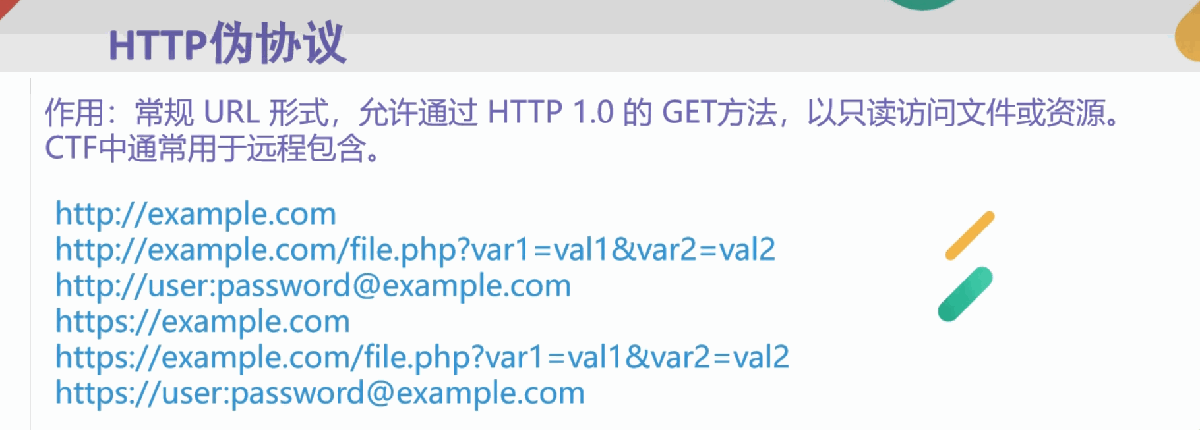 HTTP伪协议
作用：常规 URL 形式，允许通过 HTTP 1.0 的 GET方法，以只读访问文件或资源。
CTF中通常用于远程包含。
http://example.com
http://example.com/file.php?var1=val1&var2=val2
http://user:password@example.com
https://example.com
https://example.com/file.php?var1=val1&var2=val2
https://user:password@example.com